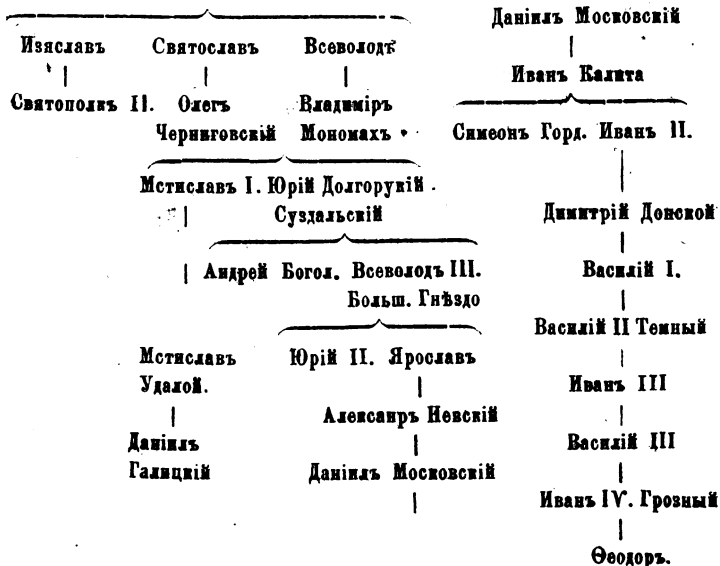 Изяславъ Святославъ Всеволодъ
Святополкъ II. Олегъ Владиміръ
Черниговскій Мономахъ
Мстиславъ I. Юрій Долгорукій
Суздальскій
Андрей Богол. Всеволодъ III.
Больш. Гнѣздо
Мстиславъ Юрій II. Ярославъ
Удалой.
Александръ Невскій
Даніилъ
Галицкій Даніилъ Московскій
Даніилъ Московскій
Иванъ Калита
Симеонъ Горд. Иванъ II.
Димитрій Донской
Василій I.
Василій II Темный
Иванъ III
Василій III
Иванъ IV. Грозный
Ѳеодоръ.